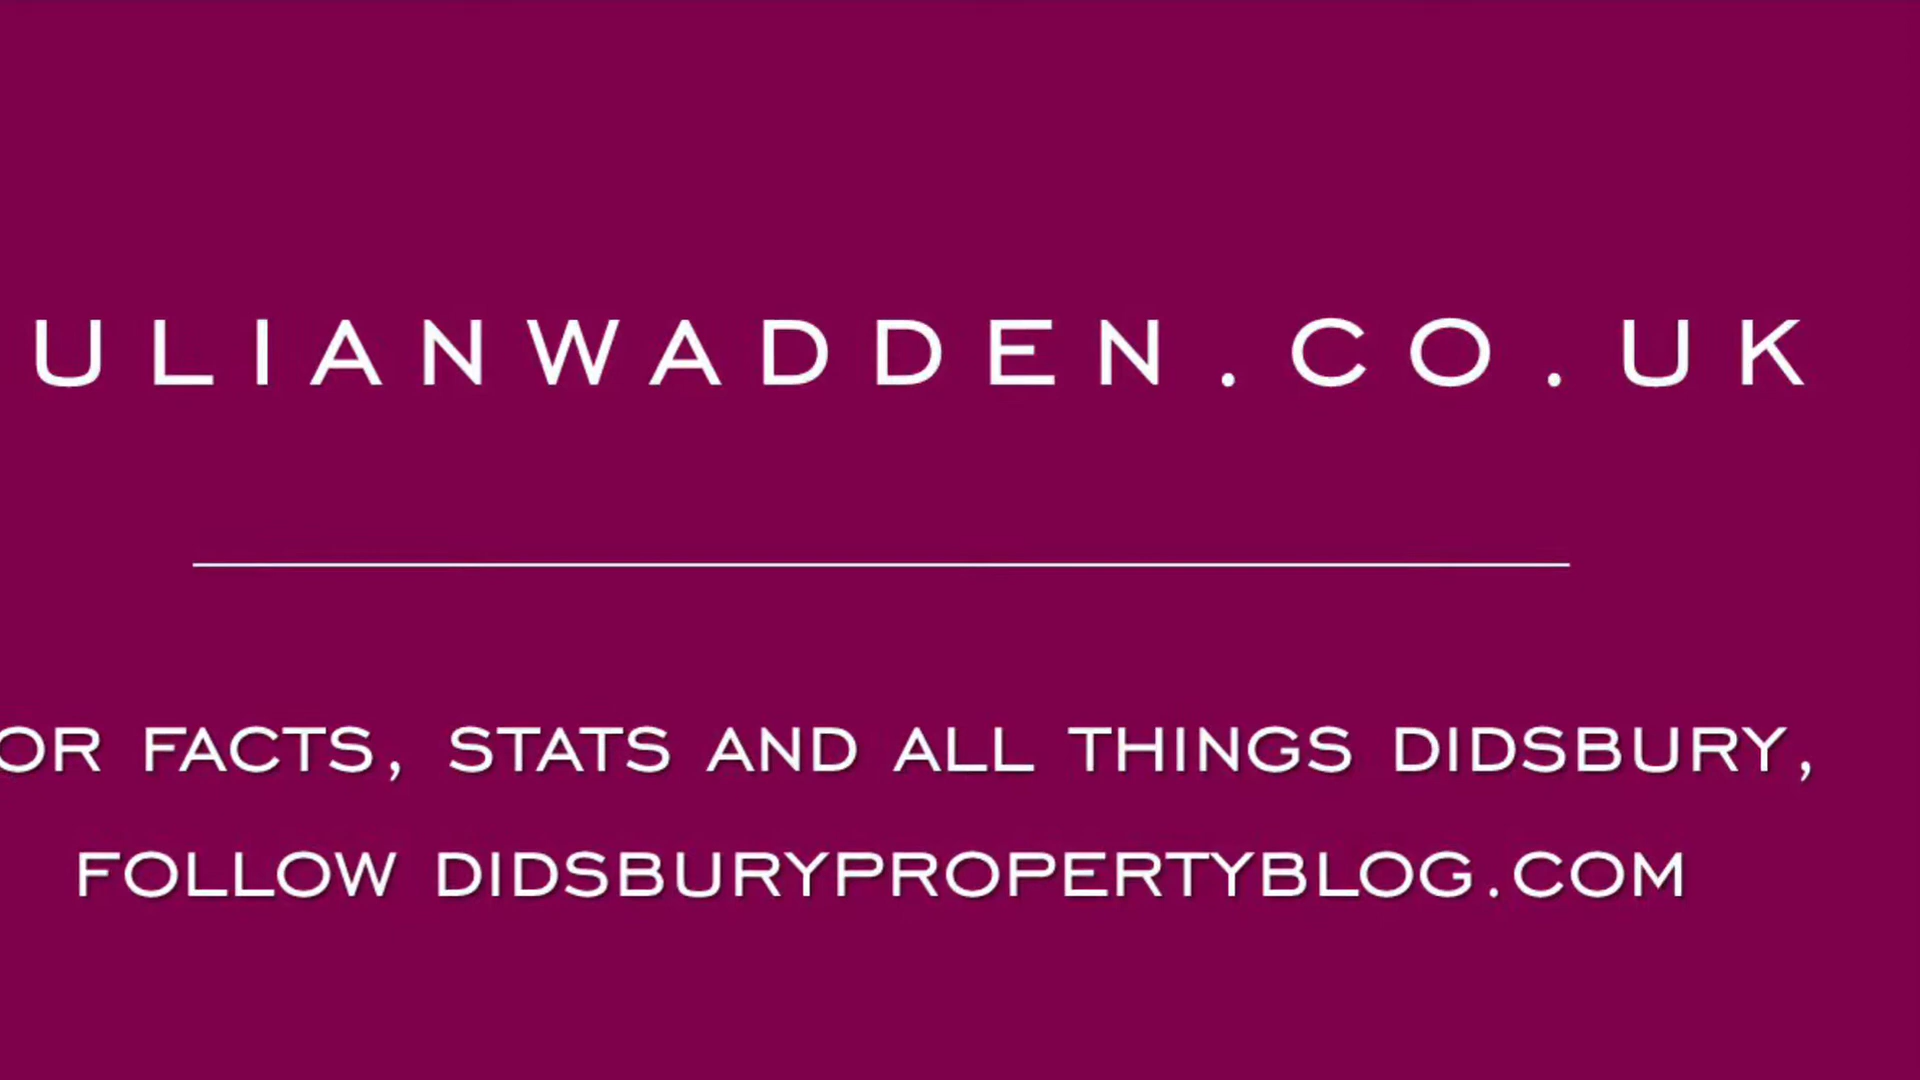 ULIANWADDEN.CO.UK
OR FACTS, STATS AND ALL THINGS DIDSBURY,
FOLLOW DIDSBURYPROPERTYBLOG.COM